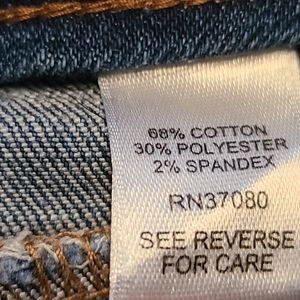 68% COTTON
30% POLYESTER
2% SPANDEX
RN37080
SEE REVERSE
FOR CARE